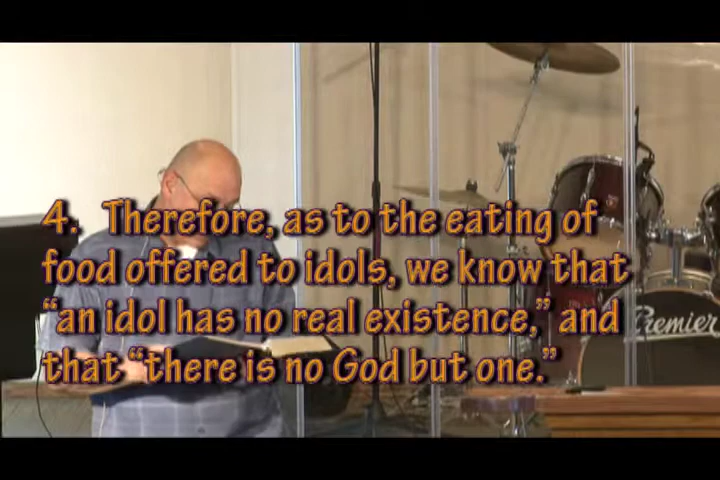 4. Therefore, as to the eating of
food offered to idols, we know that
"an idol has no real existence," and
that "there is no God but one."
Premier